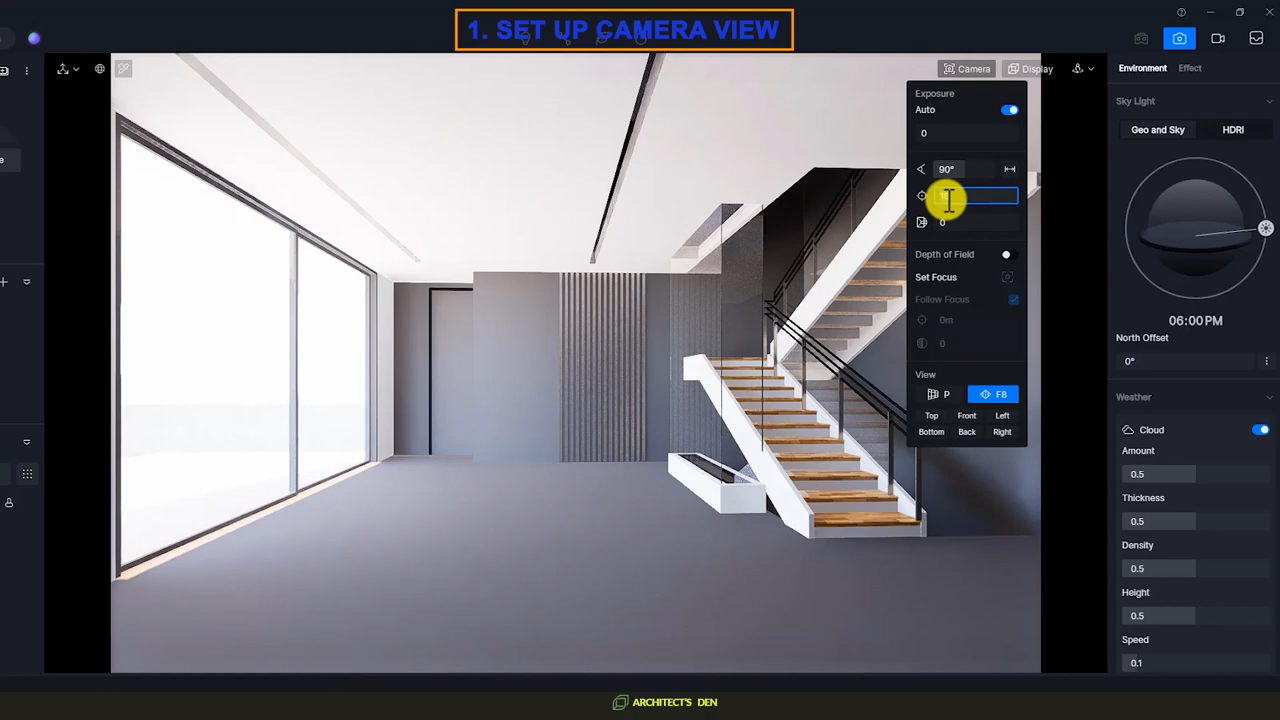 1. SET UP CAMERA VIEW
Camera
Display
Environment
Effect
Exposure
Auto
0
90°
0
Depth of Field
Set Focus
Follow Focus
0m
0
View
P
F8
Top
Front
Left
Bottom
Back
Right
Sky Light
Geo and Sky
HDRI
06:00 PM
North Offset
0°
Weather
Cloud
Amount
0.5
Thickness
0.5
Density
0.5
Height
0.5
Speed
0.1
ARCHITECT'S DEN